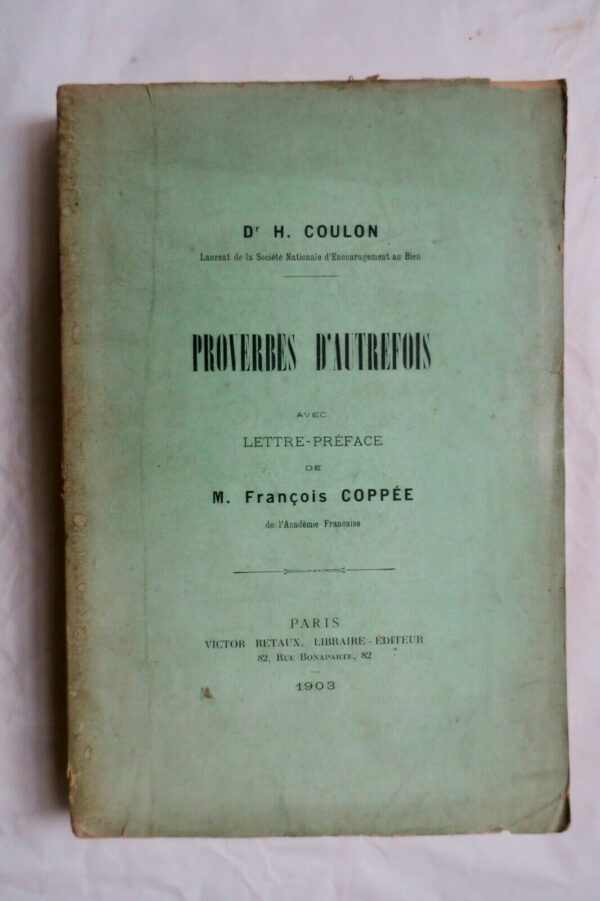 Dr H. COULON
Lauréat de la Société Nationale d'Encouragement au Bien
PROVERBES D'AUTREFOIS
AVEC
LETTRE-PRÉFACE
DE
M. François COPPÉE
de l'Académie Française
PARIS
VICTOR RETAUX, LIBRAIRE-ÉDITEUR
82, RUE BONAPARTE, 82
1903